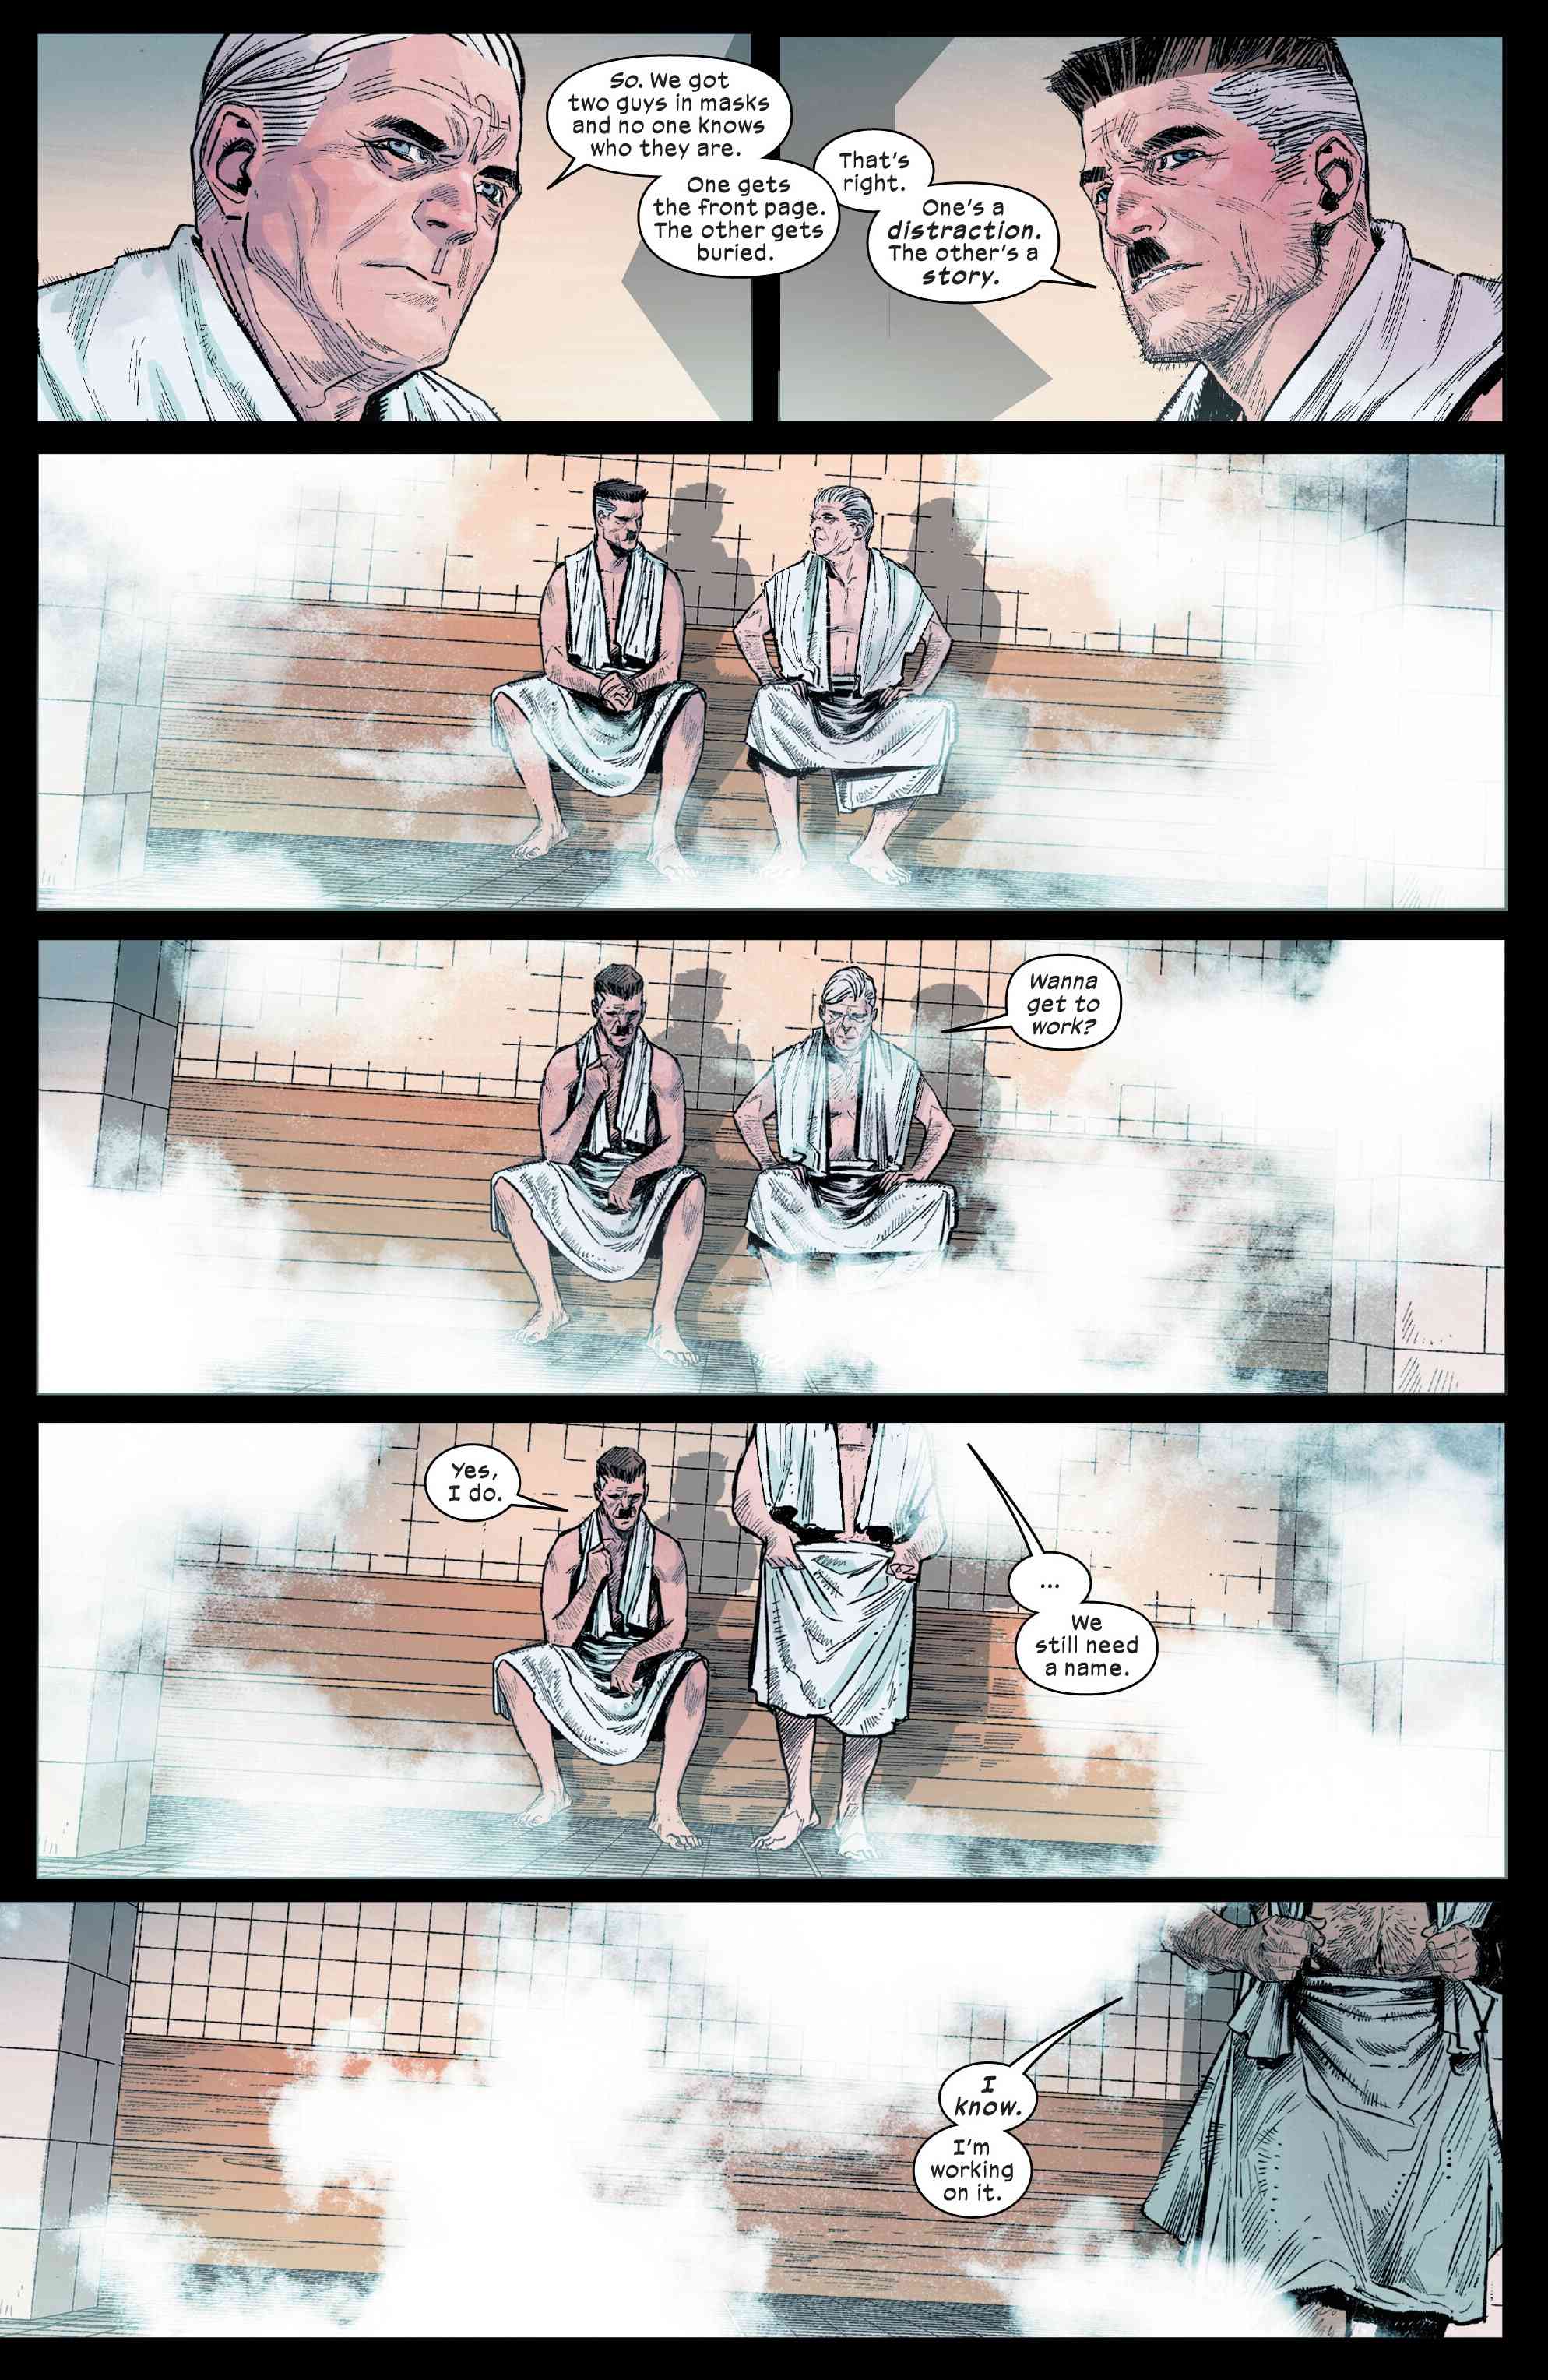 So. We got
two guys in masks
and no one knows
who they are.
One gets
the front page.
The other gets
buried.
That's
right.
One's a
distraction.
The other's a
story.
Wanna
get to
work?
Yes,
I do.
...
We
still need
a name.
I
know.
I'm
working
on it.